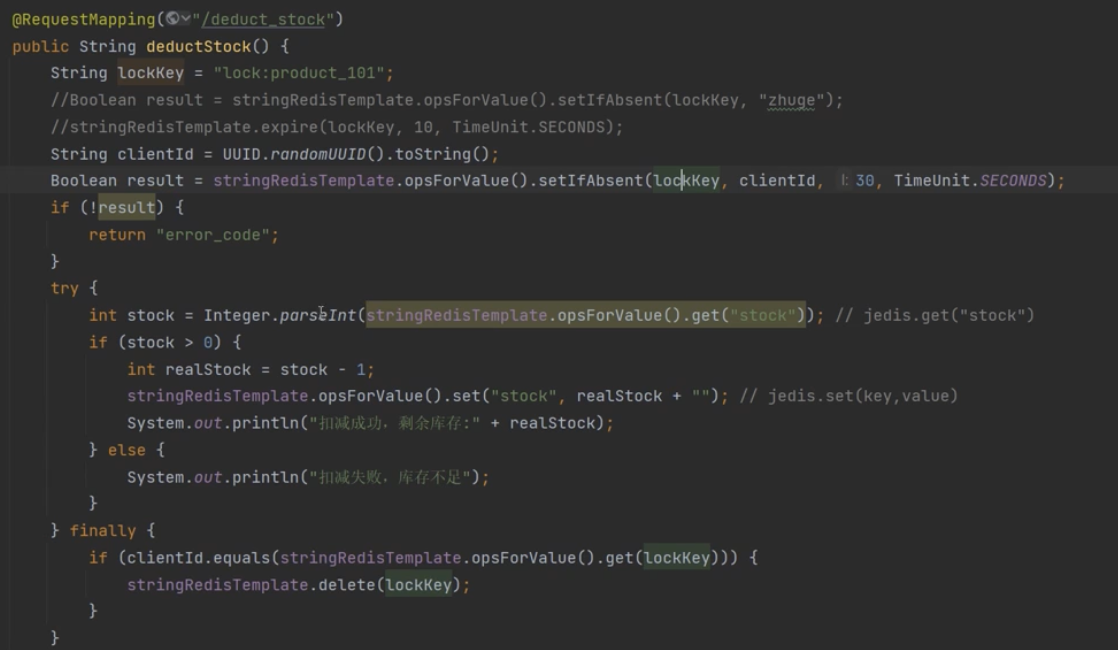 @RequestMapping("/deduct_stock")
public String deductStock() {
String lockKey = "lock:product_101";
//Boolean result = stringRedisTemplate.opsForValue().setIfAbsent(lockKey, "zhuge");
//stringRedisTemplate.expire(lockKey, 10, TimeUnit.SECONDS);
String clientId = UUID.randomUUID().toString();
Boolean result = stringRedisTemplate.opsForValue().setIfAbsent(lockKey, clientId, l: 30, TimeUnit.SECONDS);
if (!result) {
return "error_code";
}
try {
int stock = Integer.parseInt(stringRedisTemplate.opsForValue().get("stock")); // jedis.get("stock")
if (stock > 0) {
int realStock = stock - 1;
stringRedisTemplate.opsForValue().set("stock", realStock + ""); // jedis.set(key,value)
System.out.println("扣减成功，剩余库存:" + realStock);
} else {
System.out.println("扣减失败，库存不足");
}
} finally {
if (clientId.equals(stringRedisTemplate.opsForValue().get(lockKey))) {
stringRedisTemplate.delete(lockKey);
}
}